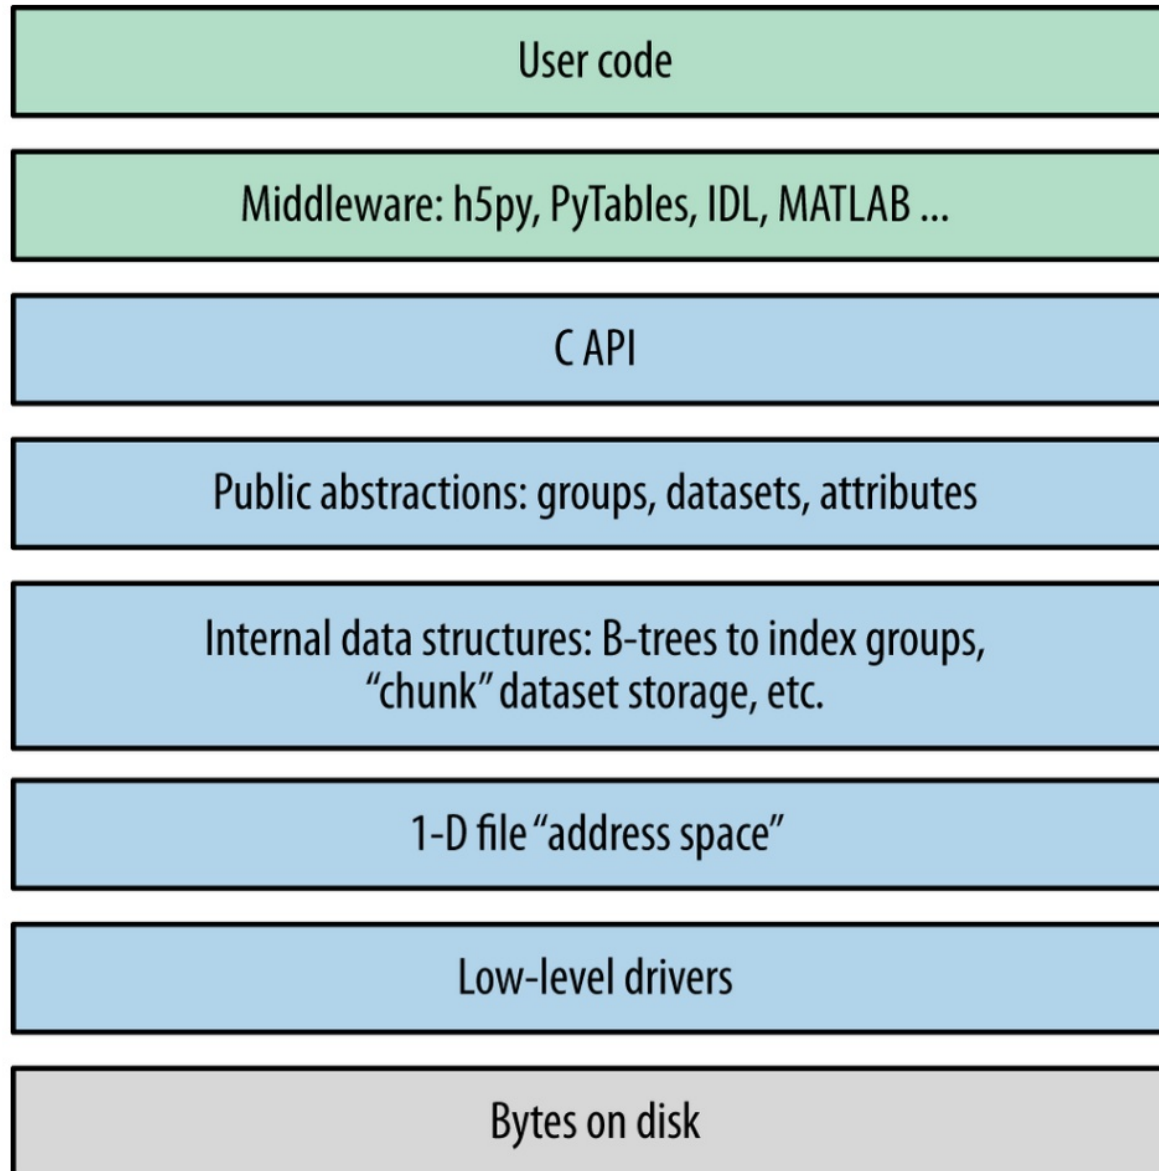 User code
Middleware: h5py, PyTables, IDL, MATLAB ...
C API
Public abstractions: groups, datasets, attributes
Internal data structures: B-trees to index groups,
“chunk” dataset storage, etc.
1-D file “address space”
Low-level drivers
Bytes on disk